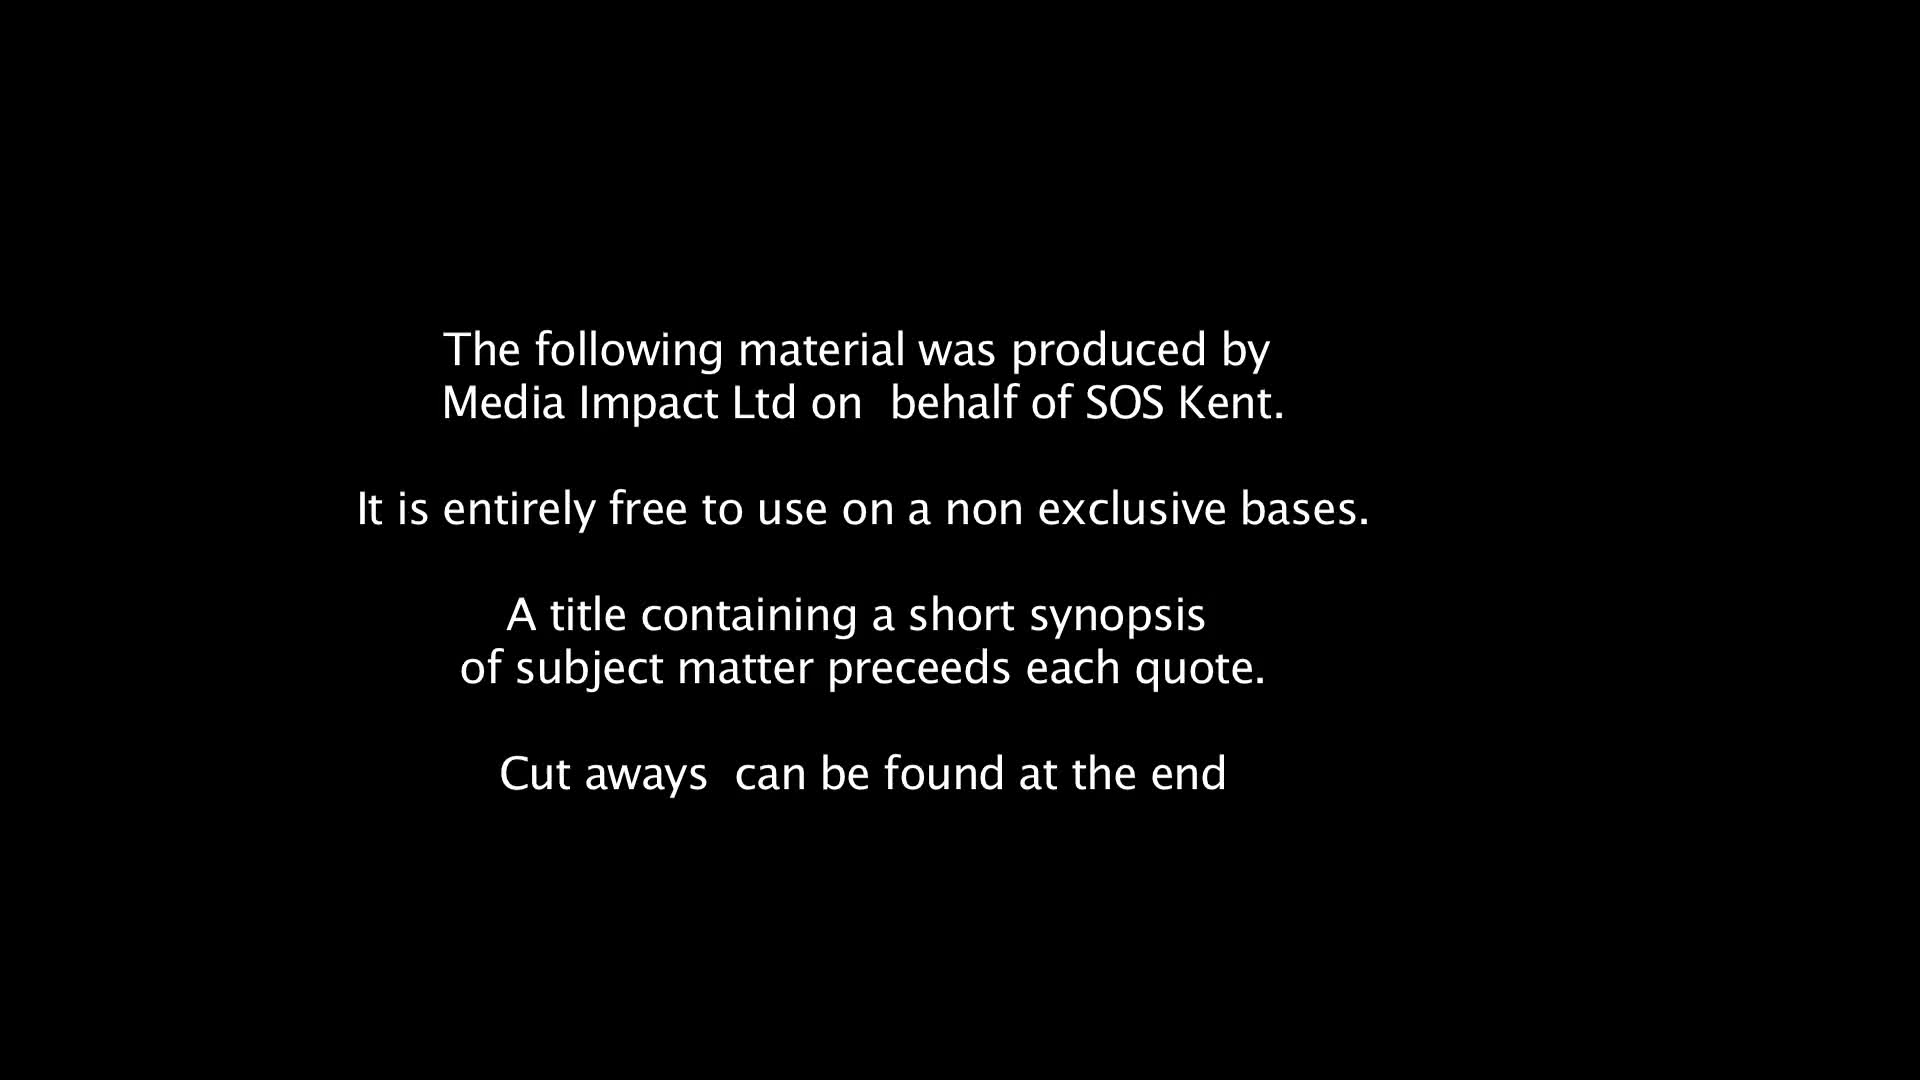 The following material was produced by
Media Impact Ltd on  behalf of SOS Kent.
It is entirely free to use on a non exclusive bases.
A title containing a short synopsis
of subject matter preceeds each quote.
Cut aways  can be found at the end